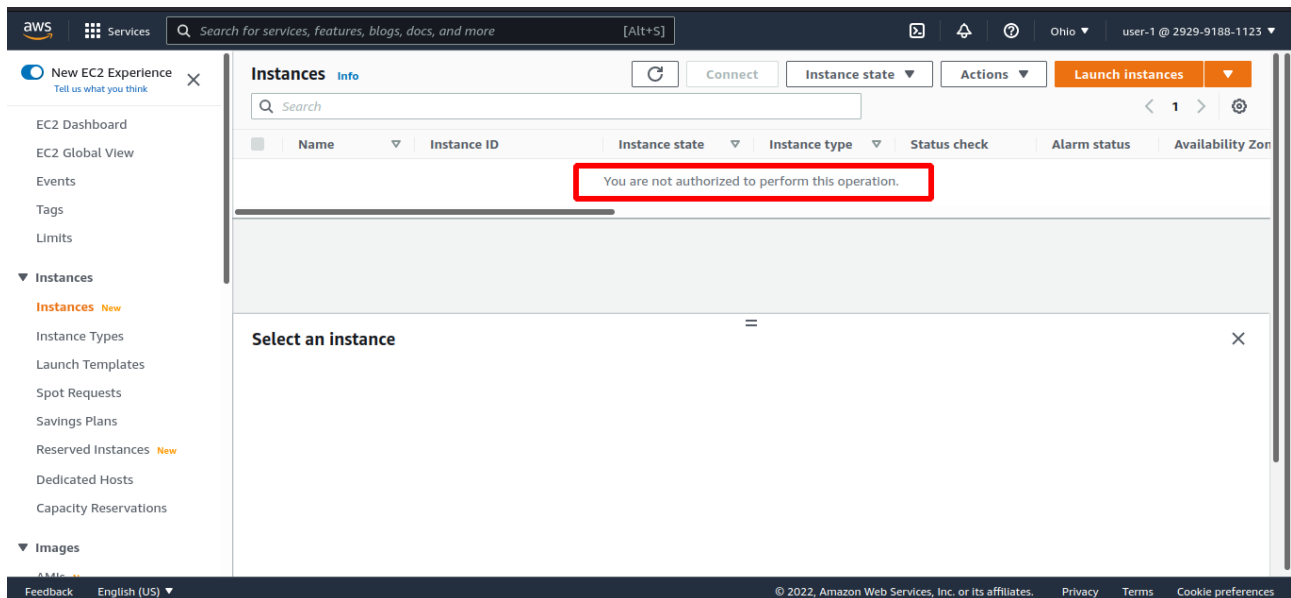 aws
Services
Search for services, features, blogs, docs, and more
[Alt+S]
Ohio ▼
user-1 @ 2929-9188-1123 ▼
New EC2 Experience
Tell us what you think
EC2 Dashboard
EC2 Global View
Events
Tags
Limits
▼ Instances
Instances New
Instance Types
Launch Templates
Spot Requests
Savings Plans
Reserved Instances New
Dedicated Hosts
Capacity Reservations
▼ Images
AMIs
Instances Info
Connect
Instance state ▼
Actions ▼
Launch instances ▼
Search
1
Name
Instance ID
Instance state
Instance type
Status check
Alarm status
Availability Zon
You are not authorized to perform this operation.
Select an instance
Feedback
English (US) ▼
© 2022, Amazon Web Services, Inc. or its affiliates.
Privacy
Terms
Cookie preferences